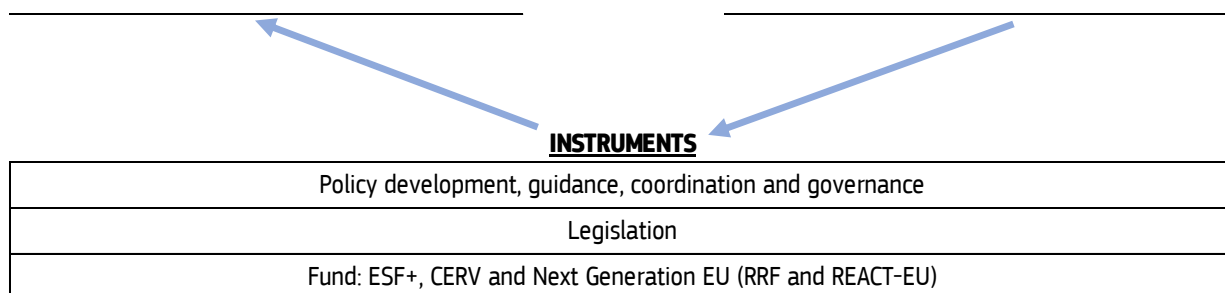 INSTRUMENTS
Policy development, guidance, coordination and governance
Legislation
Fund: ESF+, CERV and Next Generation EU (RRF and REACT-EU)